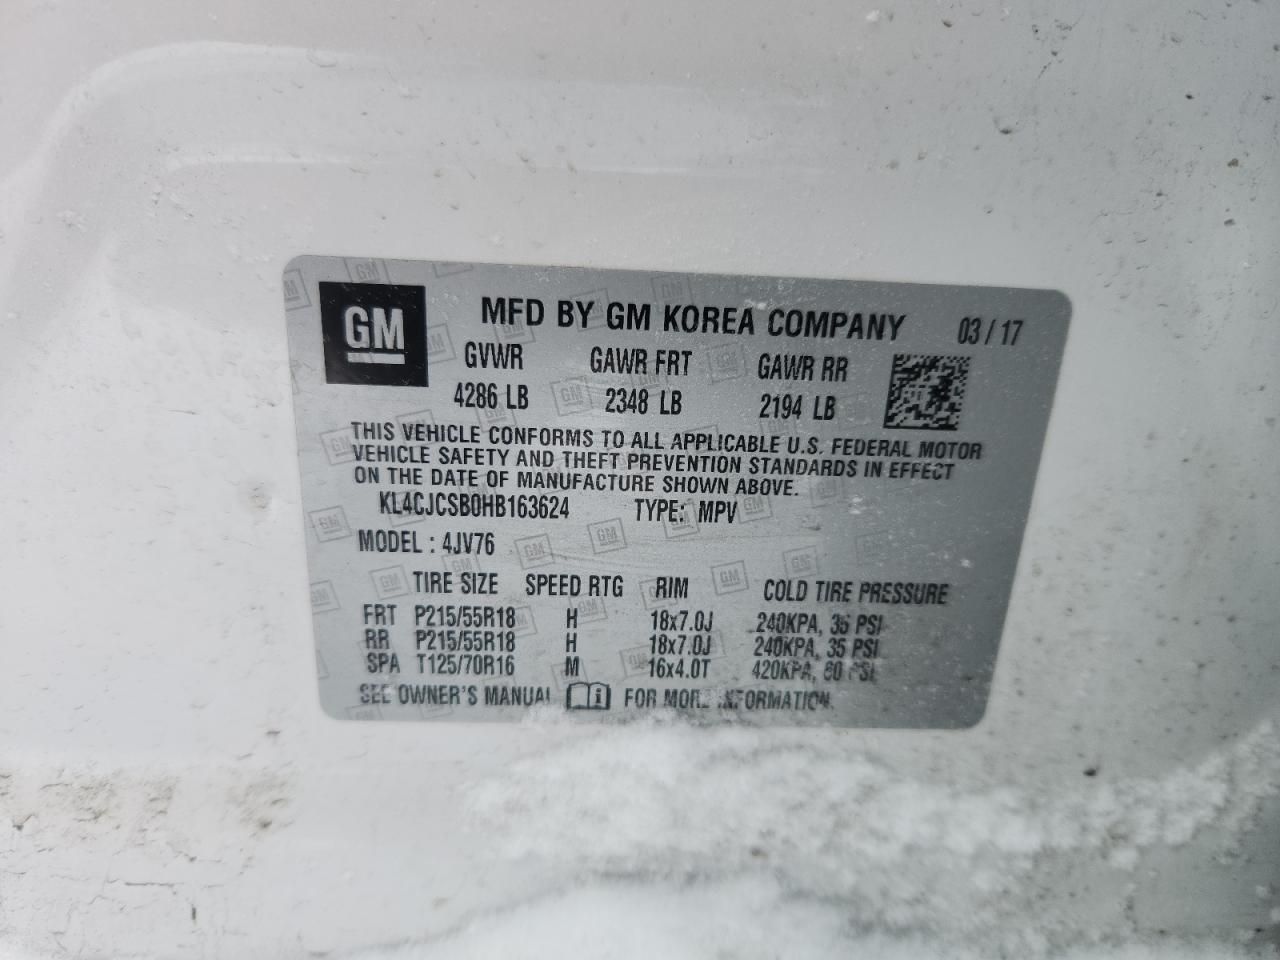 GM MFD BY GM KOREA COMPANY 03 / 17
GVWR GAWR FRT GAWR RR
4286 LB 2348 LB 2194 LB
THIS VEHICLE CONFORMS TO ALL APPLICABLE U.S. FEDERAL MOTOR
VEHICLE SAFETY AND THEFT PREVENTION STANDARDS IN EFFECT
ON THE DATE OF MANUFACTURE SHOWN ABOVE.
KL4CJCSB0HB163624 TYPE: MPV
MODEL : 4JV76
TIRE SIZE SPEED RTG RIM COLD TIRE PRESSURE
FRT P215/55R18 H 18x7.0J 240KPA, 35 PSI
RR P215/55R18 H 18x7.0J 240KPA, 35 PSI
SPA T125/70R16 M 16x4.0T 420KPA, 60 PSI
SEE OWNER'S MANUAL i FOR MORE INFORMATION.